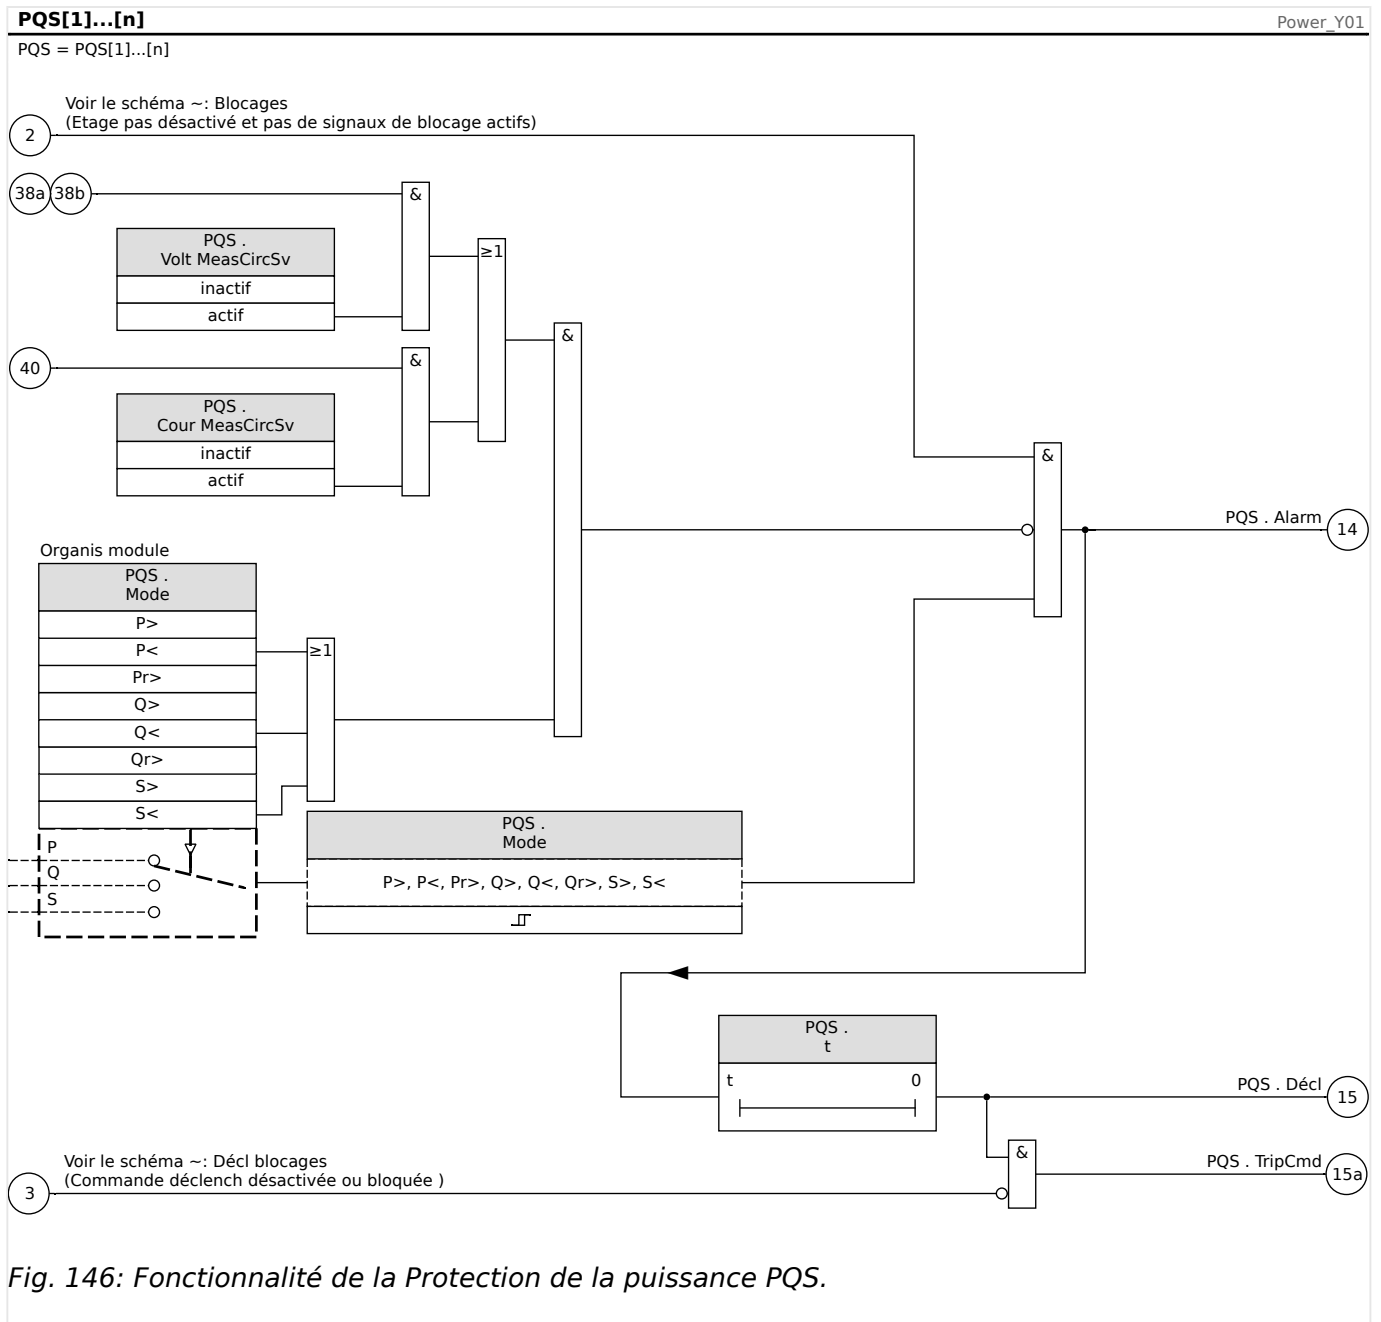 PQS[1]...[n]
Power_Y01
PQS = PQS[1]...[n]
Voir le schéma ~: Blocages
(Etage pas désactivé et pas de signaux de blocage actifs)
2
38a 38b
&
PQS .
Volt MeasCircSv
inactif
actif
≥1
&
40
&
PQS .
Cour MeasCircSv
inactif
actif
&
PQS . Alarm
14
Organis module
PQS .
Mode
P>
P<
Pr>
Q>
Q<
Qr>
S>
S<
≥1
P
Q
S
PQS .
Mode
P>, P<, Pr>, Q>, Q<, Qr>, S>, S<
PQS .
t
t 0
PQS . Décl
15
&
PQS . TripCmd
15a
Voir le schéma ~: Décl blocages
(Commande déclench désactivée ou bloquée )
3
Fig. 146: Fonctionnalité de la Protection de la puissance PQS.